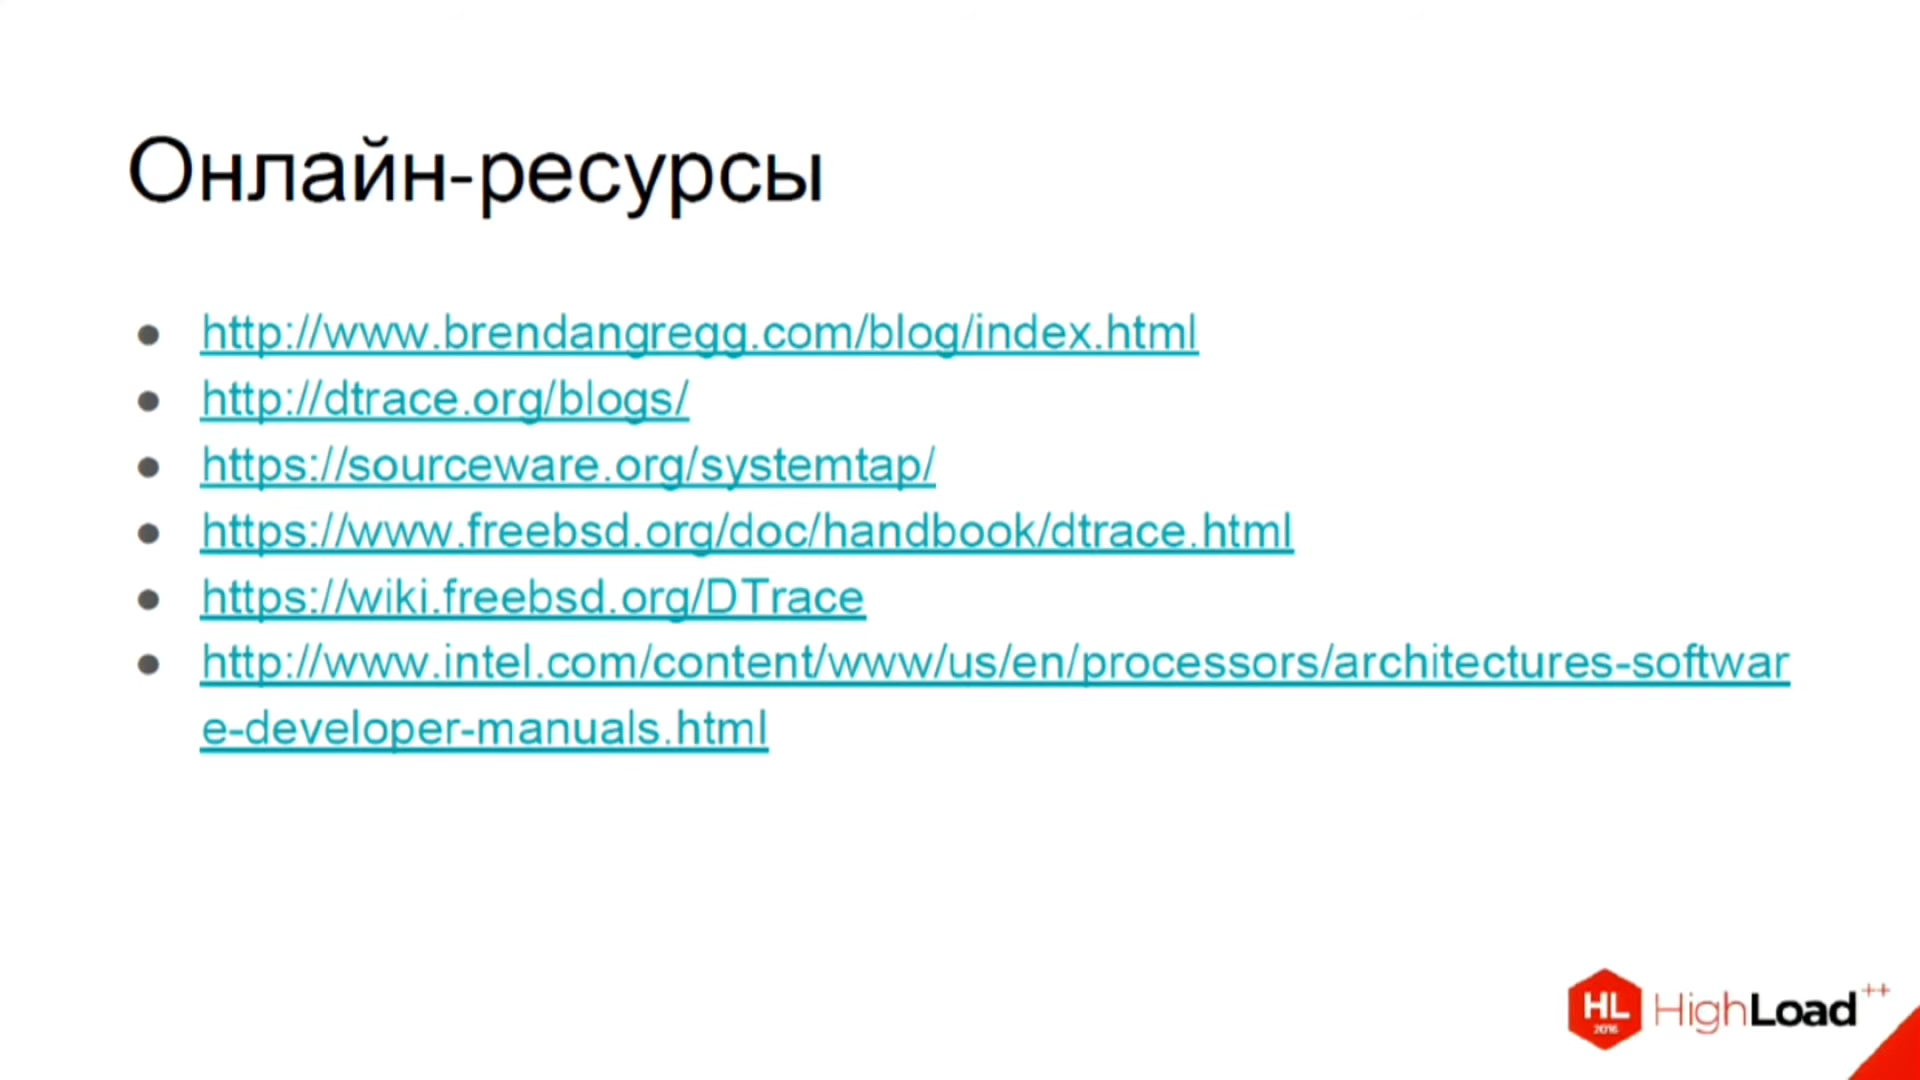 Онлайн-ресурсы
● http://www.brendangregg.com/blog/index.html
● http://dtrace.org/blogs/
● https://sourceware.org/systemtap/
● https://www.freebsd.org/doc/handbook/dtrace.html
● https://wiki.freebsd.org/DTrace
● http://www.intel.com/content/www/us/en/processors/architectures-softwar
e-developer-manuals.html
HL
2016
HighLoad++